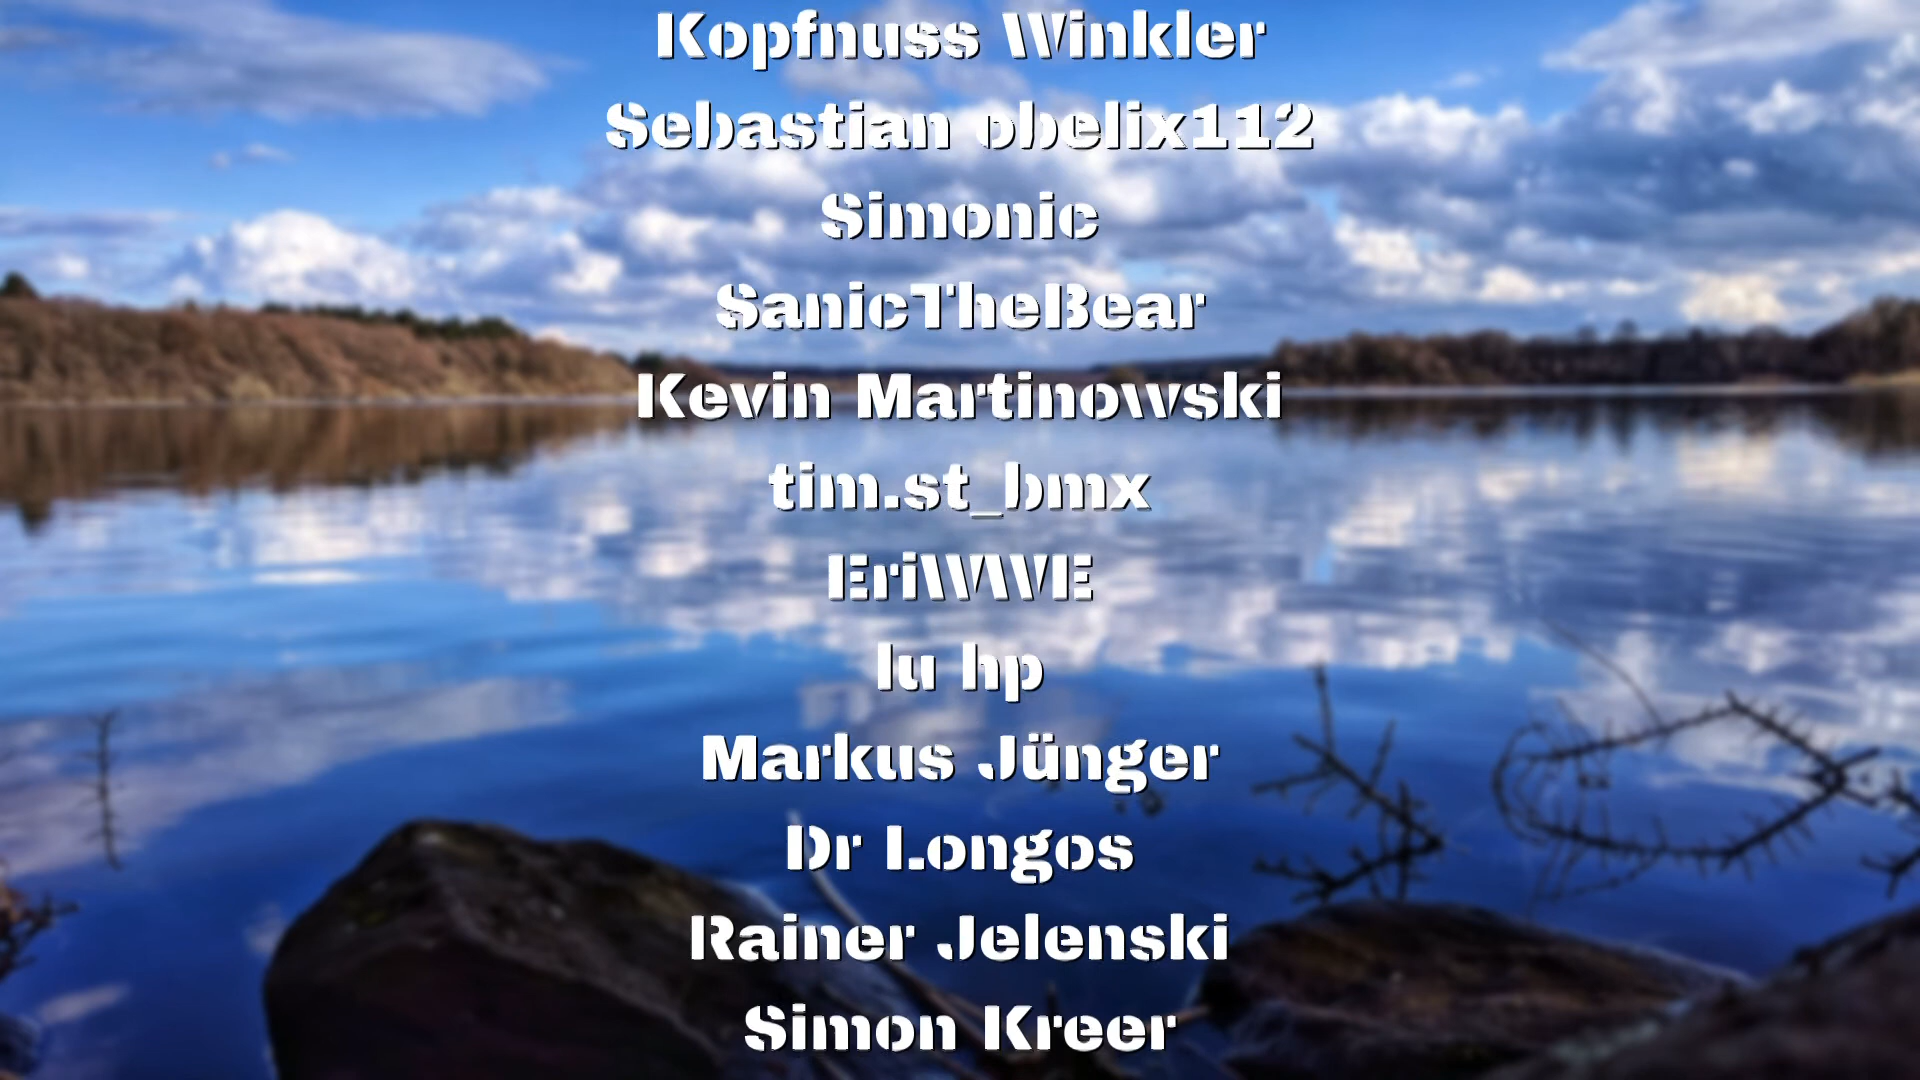 Kopfnuss Winkler
Sebastian obelix112
Simonic
SanicTheBear
Kevin Martinowski
tim.st_bmx
EriWWE
lu hp
Markus Jünger
Dr Longos
Rainer Jelenski
Simon Kreer